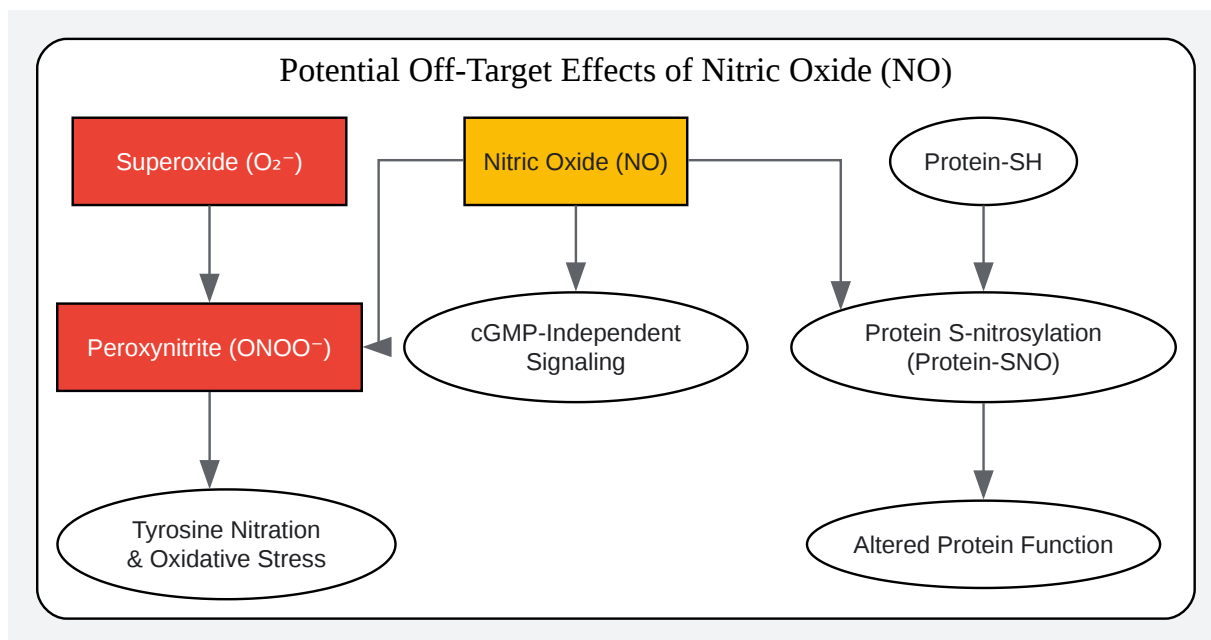 Potential Off-Target Effects of Nitric Oxide (NO)
Superoxide (O₂⁻)
Nitric Oxide (NO)
Protein-SH
Peroxynitrite (ONOO⁻)
cGMP-Independent
Signaling
Protein S-nitrosylation
(Protein-SNO)
Tyrosine Nitration
& Oxidative Stress
Altered Protein Function